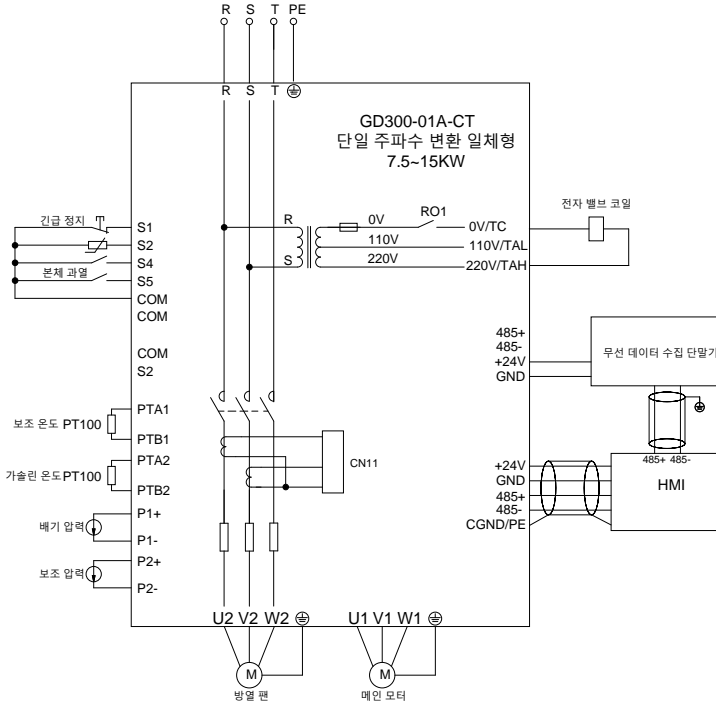 R S T PE
R S T
GD300-01A-CT
단일 주파수 변환 일체형
7.5~15KW
긴급 정지
S1
S2
S4
본체 과열
S5
COM
COM
COM
S2
R
S
0V
RO1
0V/TC
110V
110V/TAL
220V
220V/TAH
전자 밸브 코일
485+
485-
+24V
GND
무선 데이터 수집 단말기
PTA1
보조 온도 PT100
PTB1
PTA2
가솔린 온도PT100
PTB2
P1+
배기 압력
P1-
P2+
보조 압력
P2-
CN11
485+ 485-
HMI
+24V
GND
485+
485-
CGND/PE
U2 V2 W2
U1 V1 W1
M
방열 팬
M
메인 모터